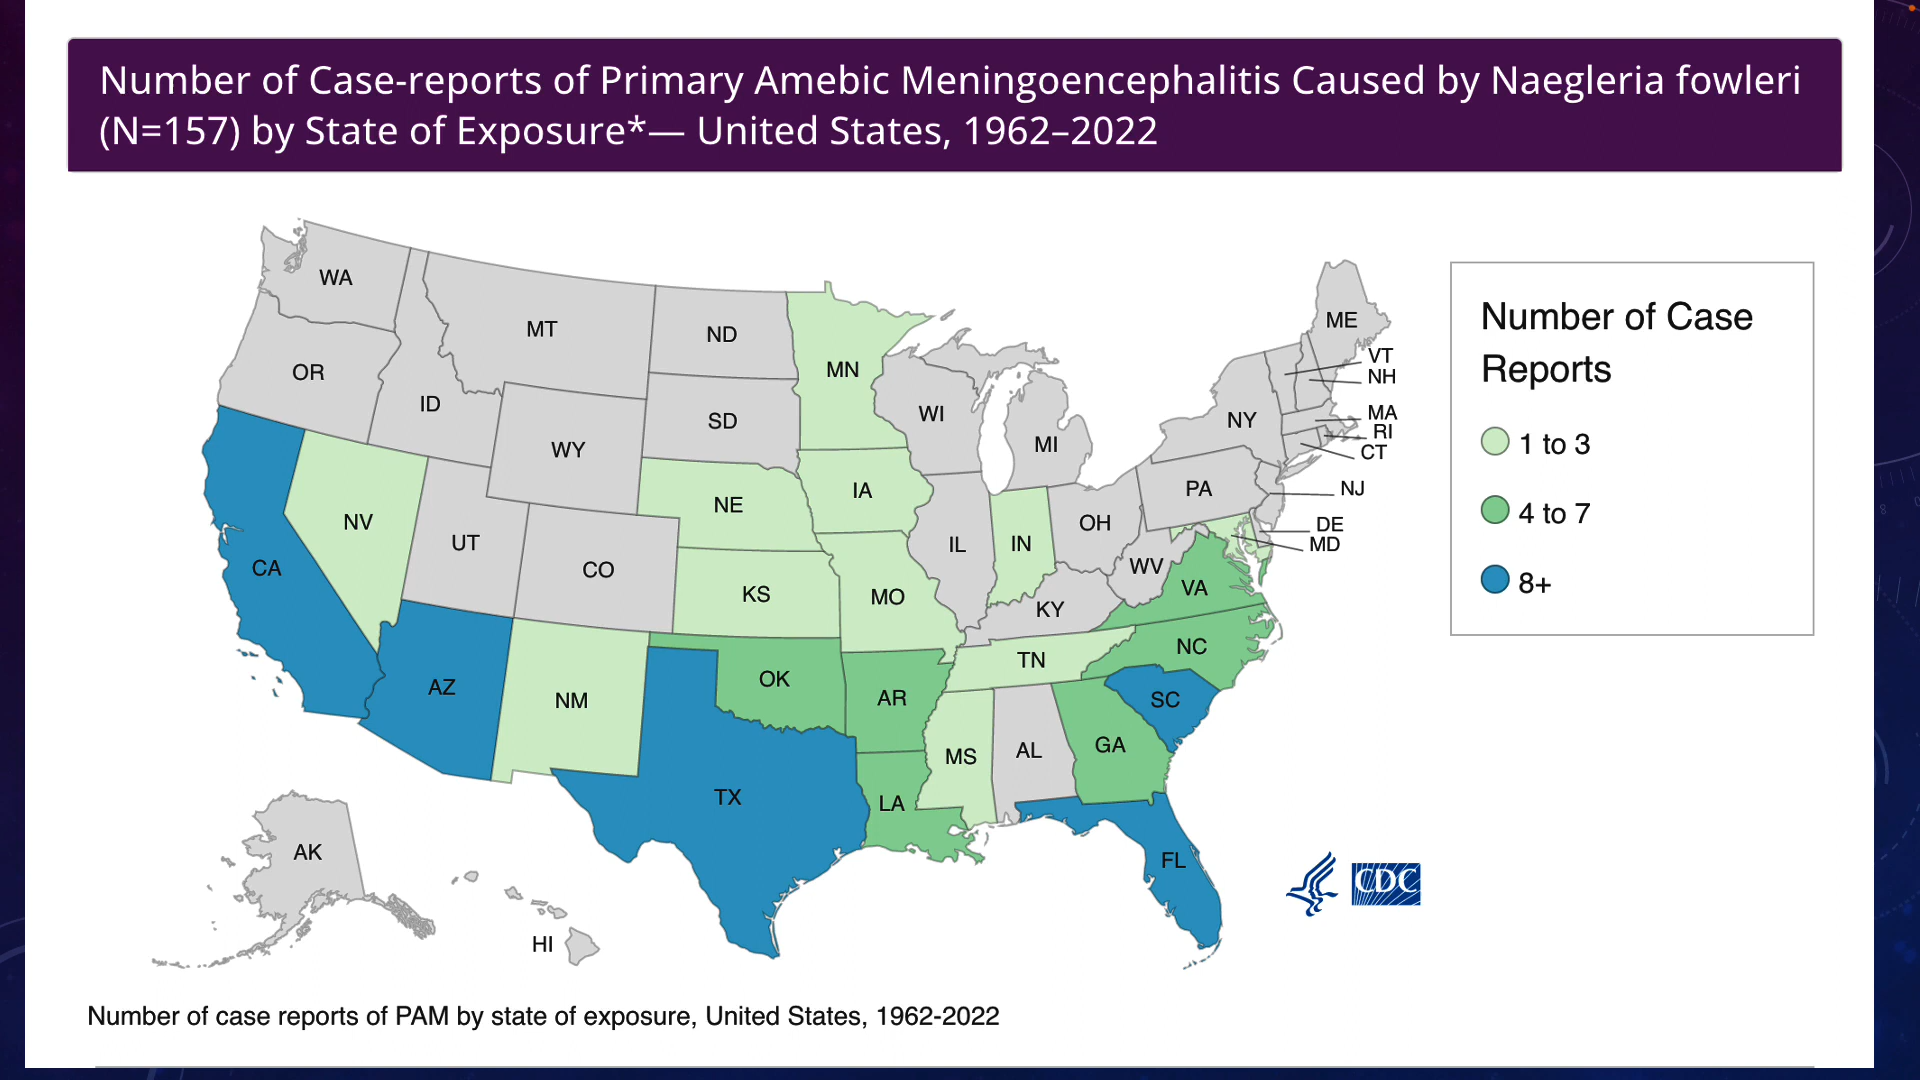 Number of Case-reports of Primary Amebic Meningoencephalitis Caused by Naegleria fowleri
(N=157) by State of Exposure*— United States, 1962–2022
WA
MT
ND
MN
ME
VT
NH
OR
ID
SD
WI
MI
NY
MA
RI
CT
WY
NE
IA
PA
NJ
NV
UT
CO
IL
IN
OH
DE
MD
CA
KS
MO
KY
WV
VA
AZ
NM
OK
AR
TN
NC
SC
TX
LA
MS
AL
GA
FL
AK
HI
Number of Case
Reports
1 to 3
4 to 7
8+
CDC
Number of case reports of PAM by state of exposure, United States, 1962-2022